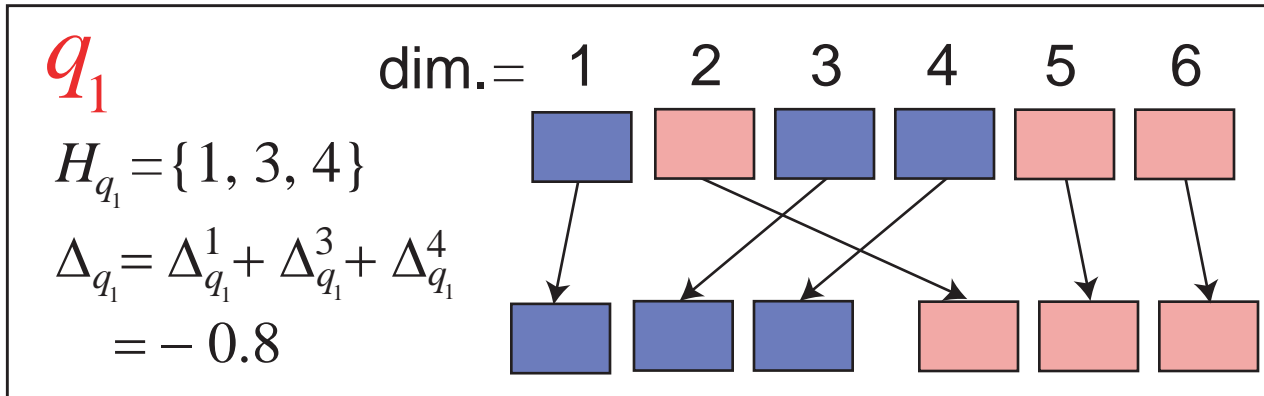 q₁
dim. = 1 2 3 4 5 6
H_{q₁} = {1, 3, 4}
Δ_{q₁} = Δ^1_{q₁} + Δ^3_{q₁} + Δ^4_{q₁}
= − 0.8